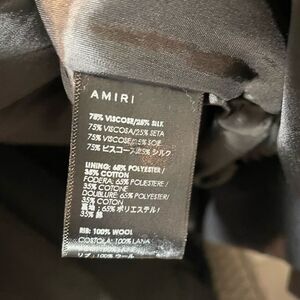 AMIRI
75% VISCOSE/25% SILK
75% VISCOSA/25% SETA
75% VISCOSE/25% SOIE
75% ビスコース25% シルク
LINING: 65% POLYESTER/
35% COTTON
FODERA: 65% POLIESTERE/
35% COTONE
DOUBLURE: 65% POLYESTER/
35% COTON
裏地：65% ポリエステル/
35% 綿
RIB: 100% WOOL
COSTOLA: 100% LANA
リブ：100% ウール